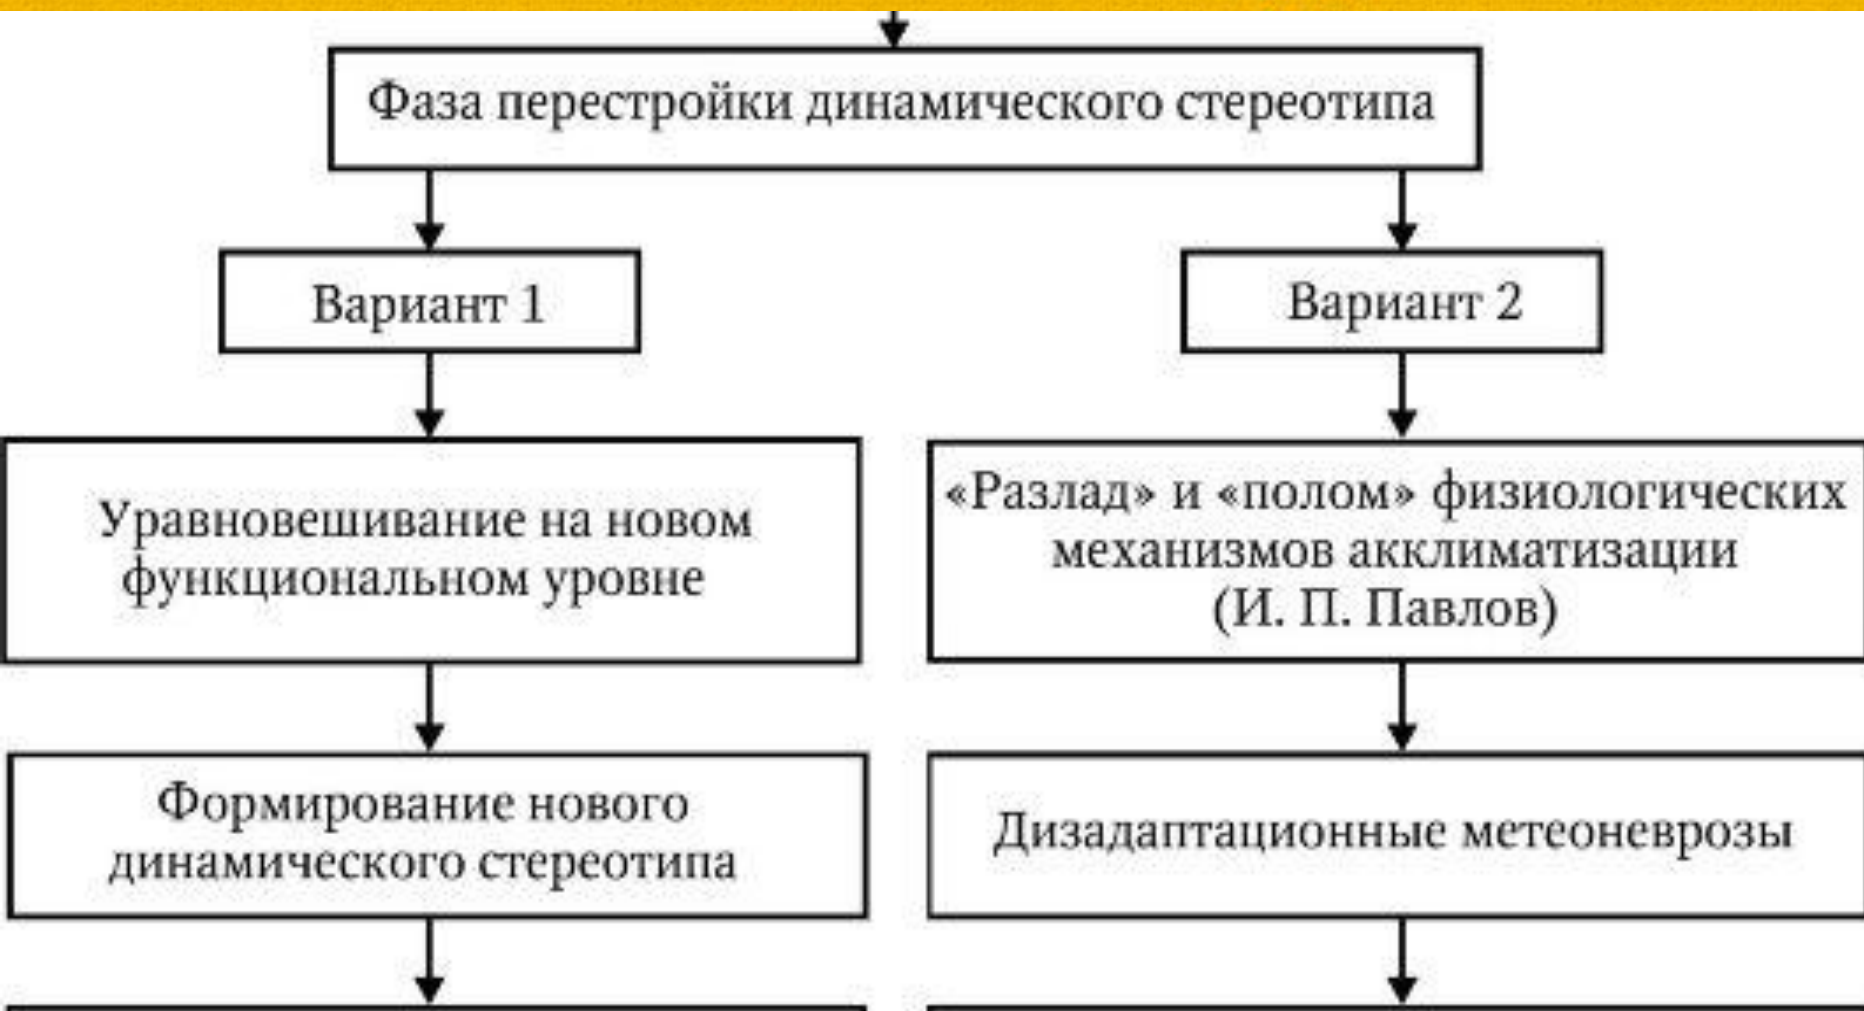 Фаза перестройки динамического стереотипа
Вариант 1
Вариант 2
Уравновешивание на новом
функциональном уровне
«Разлад» и «полом» физиологических
механизмов акклиматизации
(И. П. Павлов)
Формирование нового
динамического стереотипа
Дизадаптационные метеоневрозы